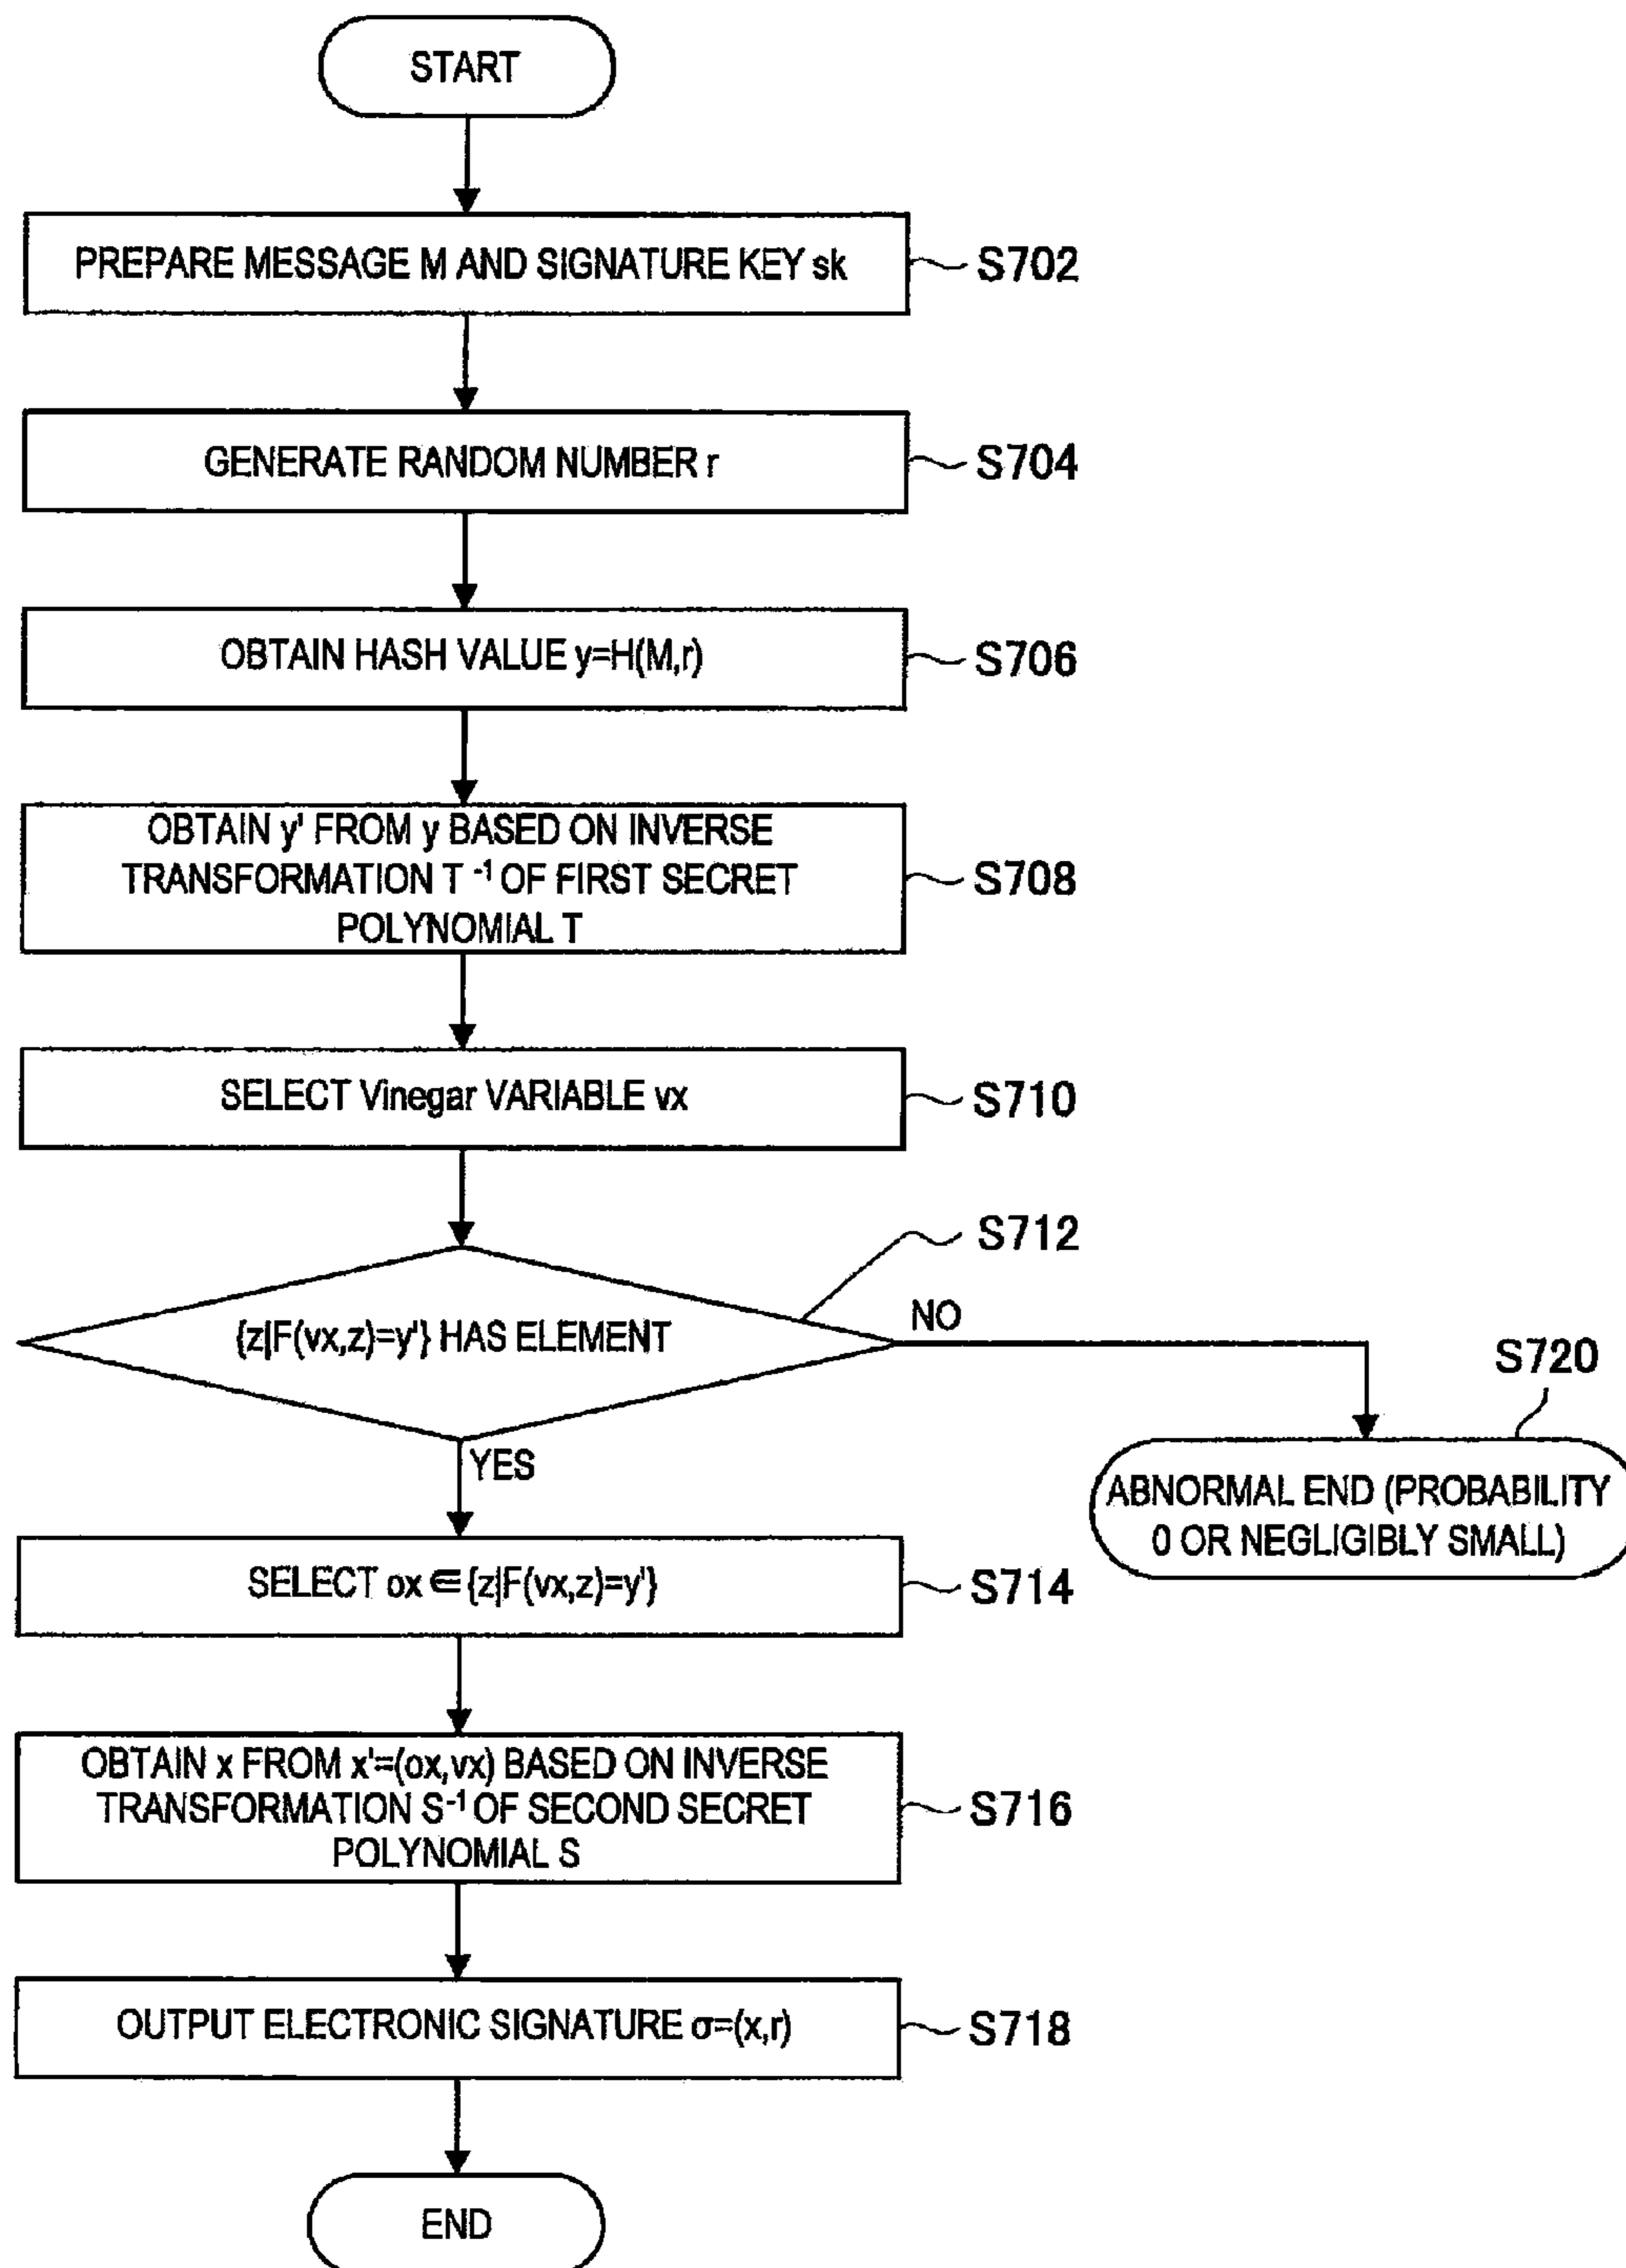 START
PREPARE MESSAGE M AND SIGNATURE KEY sk
S702
GENERATE RANDOM NUMBER r
S704
OBTAIN HASH VALUE y=H(M,r)
S706
OBTAIN y' FROM y BASED ON INVERSE
TRANSFORMATION T⁻¹ OF FIRST SECRET
POLYNOMIAL T
S708
SELECT Vinegar VARIABLE vx
S710
S712
{z|F(vx,z)=y'} HAS ELEMENT
NO
YES
S720
ABNORMAL END (PROBABILITY
0 OR NEGLIGIBLY SMALL)
SELECT ox∈{z|F(vx,z)=y'}
S714
OBTAIN x FROM x'=(ox,vx) BASED ON INVERSE
TRANSFORMATION S⁻¹ OF SECOND SECRET
POLYNOMIAL S
S716
OUTPUT ELECTRONIC SIGNATURE σ=(x,r)
S718
END